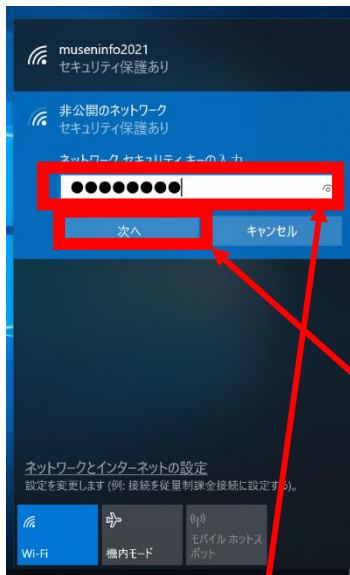 museninfo2021
セキュリティ保護あり
非公開のネットワーク
セキュリティ保護あり
ネットワーク セキュリティ キーの入力
●●●●●●●●
次へ
キャンセル
ネットワークとインターネットの設定
設定を変更します (例: 接続を従量制課金接続に設定する)。
Wi-Fi
機内モード
モバイル ホットス
ポット